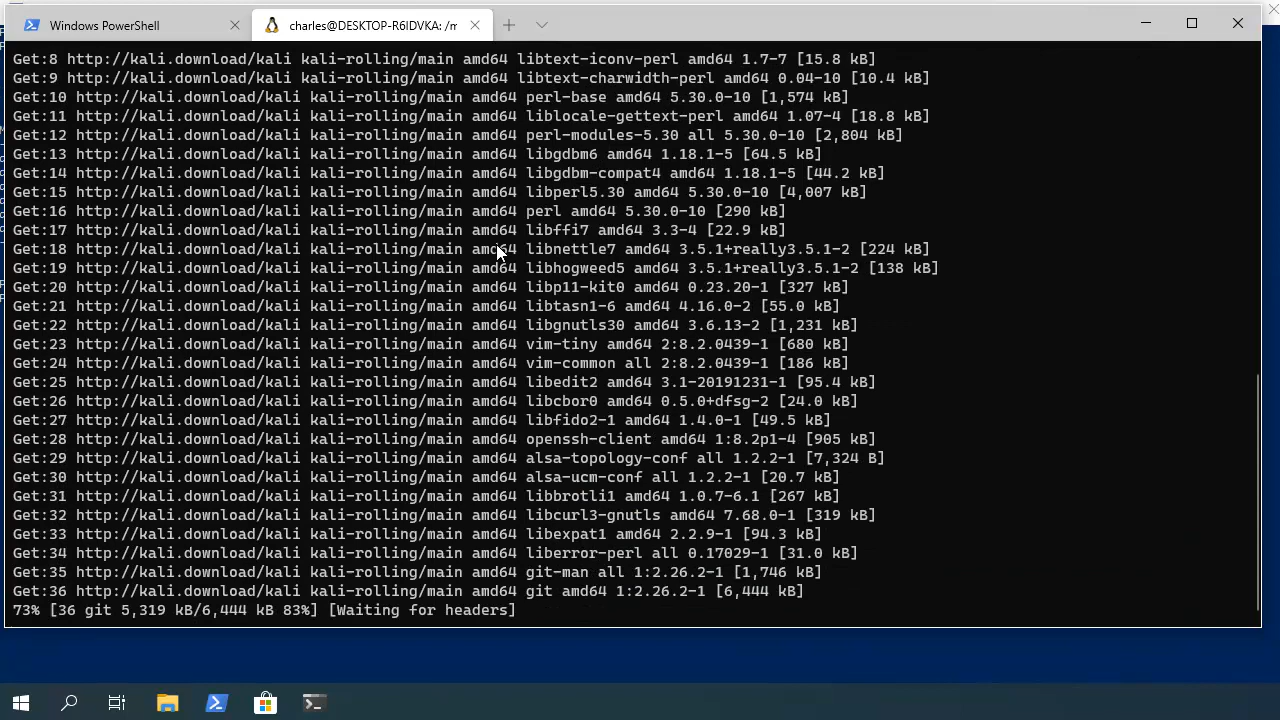 Windows PowerShell
charles@DESKTOP-R6IDVKA: /m
Get:8 http://kali.download/kali kali-rolling/main amd64 libtext-iconv-perl amd64 1.7-7 [15.8 kB]
Get:9 http://kali.download/kali kali-rolling/main amd64 libtext-charwidth-perl amd64 0.04-10 [10.4 kB]
Get:10 http://kali.download/kali kali-rolling/main amd64 perl-base amd64 5.30.0-10 [1,574 kB]
Get:11 http://kali.download/kali kali-rolling/main amd64 liblocale-gettext-perl amd64 1.07-4 [18.8 kB]
Get:12 http://kali.download/kali kali-rolling/main amd64 perl-modules-5.30 all 5.30.0-10 [2,804 kB]
Get:13 http://kali.download/kali kali-rolling/main amd64 libgdbm6 amd64 1.18.1-5 [64.5 kB]
Get:14 http://kali.download/kali kali-rolling/main amd64 libgdbm-compat4 amd64 1.18.1-5 [44.2 kB]
Get:15 http://kali.download/kali kali-rolling/main amd64 libperl5.30 amd64 5.30.0-10 [4,007 kB]
Get:16 http://kali.download/kali kali-rolling/main amd64 perl amd64 5.30.0-10 [290 kB]
Get:17 http://kali.download/kali kali-rolling/main amd64 libffi7 amd64 3.3-4 [22.9 kB]
Get:18 http://kali.download/kali kali-rolling/main amd64 libnettle7 amd64 3.5.1+really3.5.1-2 [224 kB]
Get:19 http://kali.download/kali kali-rolling/main amd64 libhogweed5 amd64 3.5.1+really3.5.1-2 [138 kB]
Get:20 http://kali.download/kali kali-rolling/main amd64 libp11-kit0 amd64 0.23.20-1 [327 kB]
Get:21 http://kali.download/kali kali-rolling/main amd64 libtasn1-6 amd64 4.16.0-2 [55.0 kB]
Get:22 http://kali.download/kali kali-rolling/main amd64 libgnutls30 amd64 3.6.13-2 [1,231 kB]
Get:23 http://kali.download/kali kali-rolling/main amd64 vim-tiny amd64 2:8.2.0439-1 [680 kB]
Get:24 http://kali.download/kali kali-rolling/main amd64 vim-common all 2:8.2.0439-1 [186 kB]
Get:25 http://kali.download/kali kali-rolling/main amd64 libedit2 amd64 3.1-20191231-1 [95.4 kB]
Get:26 http://kali.download/kali kali-rolling/main amd64 libcbor0 amd64 0.5.0+dfsg-2 [24.0 kB]
Get:27 http://kali.download/kali kali-rolling/main amd64 libfido2-1 amd64 1.4.0-1 [49.5 kB]
Get:28 http://kali.download/kali kali-rolling/main amd64 openssh-client amd64 1:8.2p1-4 [905 kB]
Get:29 http://kali.download/kali kali-rolling/main amd64 alsa-topology-conf all 1.2.2-1 [7,324 B]
Get:30 http://kali.download/kali kali-rolling/main amd64 alsa-ucm-conf all 1.2.2-1 [20.7 kB]
Get:31 http://kali.download/kali kali-rolling/main amd64 libbrotli1 amd64 1.0.7-6.1 [267 kB]
Get:32 http://kali.download/kali kali-rolling/main amd64 libcurl3-gnutls amd64 7.68.0-1 [319 kB]
Get:33 http://kali.download/kali kali-rolling/main amd64 libexpat1 amd64 2.2.9-1 [94.3 kB]
Get:34 http://kali.download/kali kali-rolling/main amd64 liberror-perl all 0.17029-1 [31.0 kB]
Get:35 http://kali.download/kali kali-rolling/main amd64 git-man all 1:2.26.2-1 [1,746 kB]
Get:36 http://kali.download/kali kali-rolling/main amd64 git amd64 1:2.26.2-1 [6,444 kB]
73% [36 git 5,319 kB/6,444 kB 83%] [Waiting for headers]